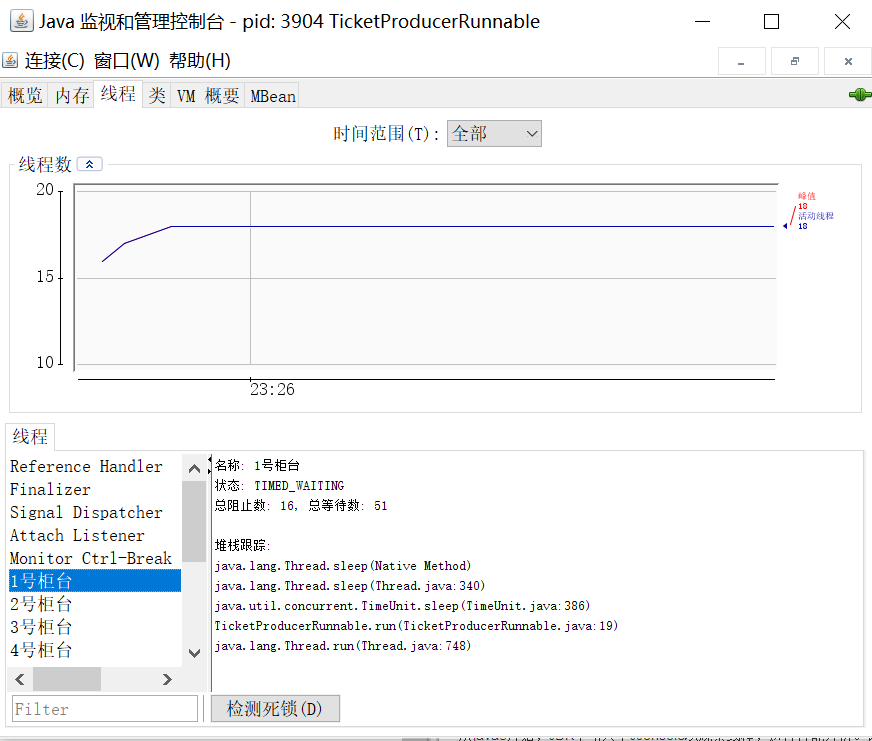 Java 监视和管理控制台 - pid: 3904 TicketProducerRunnable
连接(C) 窗口(W) 帮助(H)
概览 内存 线程 类 VM 概要 MBean
时间范围(T): 全部
线程数
20
峰值
18
活动线程
18
15
10
23:26
线程
Reference Handler
Finalizer
Signal Dispatcher
Attach Listener
Monitor Ctrl-Break
1号柜台
2号柜台
3号柜台
4号柜台
Filter
名称: 1号柜台
状态: TIMED_WAITING
总阻止数: 16, 总等待数: 51
堆栈跟踪:
java.lang.Thread.sleep(Native Method)
java.lang.Thread.sleep(Thread.java:340)
java.util.concurrent.TimeUnit.sleep(TimeUnit.java:386)
TicketProducerRunnable.run(TicketProducerRunnable.java:19)
java.lang.Thread.run(Thread.java:748)
检测死锁(D)